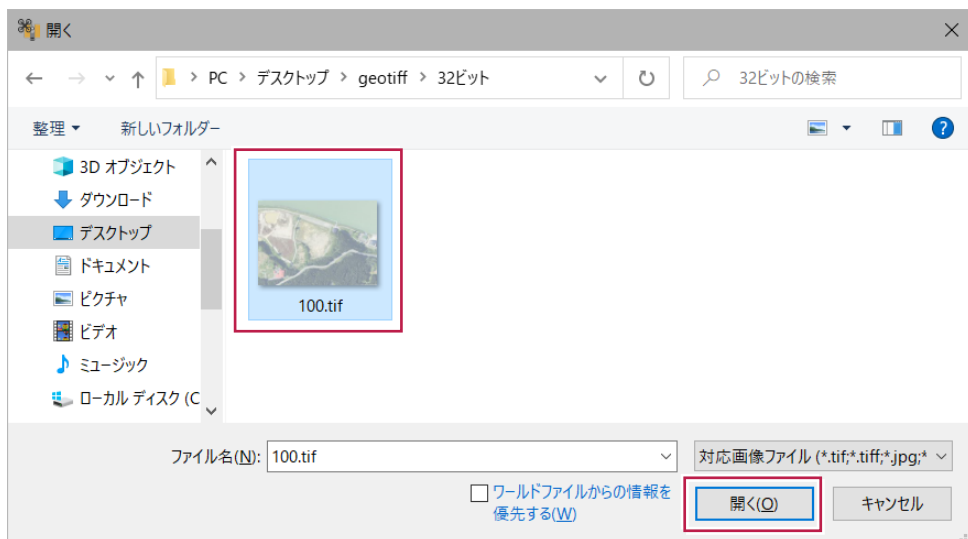 開く
PC > デスクトップ > geotiff > 32ビット
32ビットの検索
整理
新しいフォルダー
3D オブジェクト
ダウンロード
デスクトップ
ドキュメント
ピクチャ
ビデオ
ミュージック
ローカル ディスク (C
100.tif
ファイル名(N):
100.tif
対応画像ファイル (*.tif;*.tiff;*.jpg;*
ワールドファイルからの情報を
優先する(W)
開く(O)
キャンセル